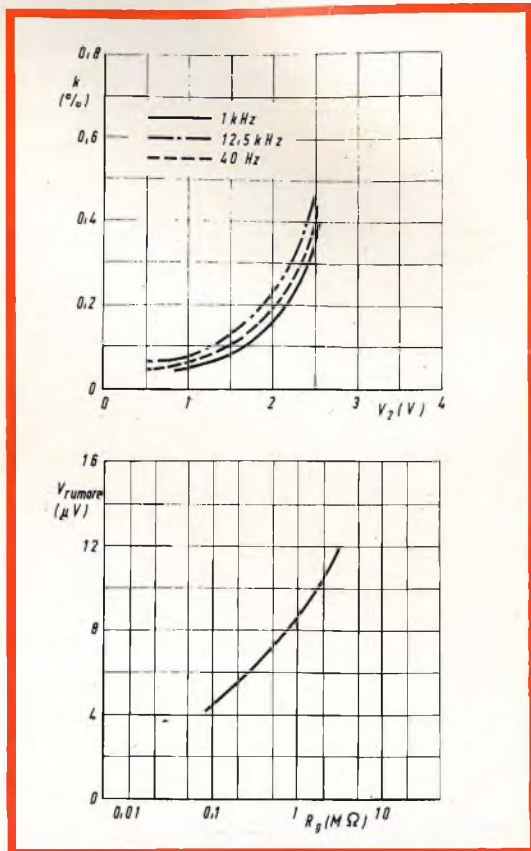 0,8
k
(%)
1 kHz
0,6
12,5 kHz
40 Hz
0,4
0,2
0
0 1 2 3 4
V2(V)
16
Vrumore
(μV)
12
8
4
0
0,01 0,1 1 10
Rg(MΩ)